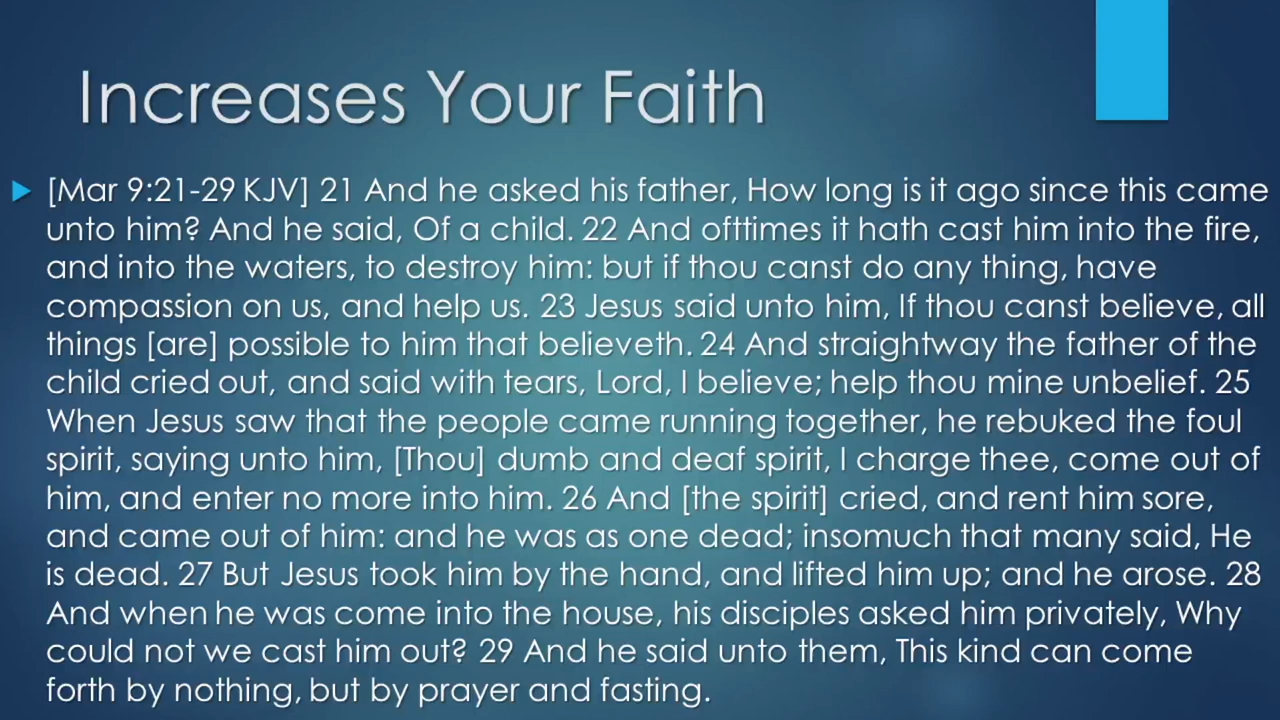 Increases Your Faith
[Mar 9:21-29 KJV] 21 And he asked his father, How long is it ago since this came
unto him? And he said, Of a child. 22 And ofttimes it hath cast him into the fire,
and into the waters, to destroy him: but if thou canst do any thing, have
compassion on us, and help us. 23 Jesus said unto him, If thou canst believe, all
things [are] possible to him that believeth. 24 And straightway the father of the
child cried out, and said with tears, Lord, I believe; help thou mine unbelief. 25
When Jesus saw that the people came running together, he rebuked the foul
spirit, saying unto him, [Thou] dumb and deaf spirit, I charge thee, come out of
him, and enter no more into him. 26 And [the spirit] cried, and rent him sore,
and came out of him: and he was as one dead; insomuch that many said, He
is dead. 27 But Jesus took him by the hand, and lifted him up; and he arose. 28
And when he was come into the house, his disciples asked him privately, Why
could not we cast him out? 29 And he said unto them, This kind can come
forth by nothing, but by prayer and fasting.